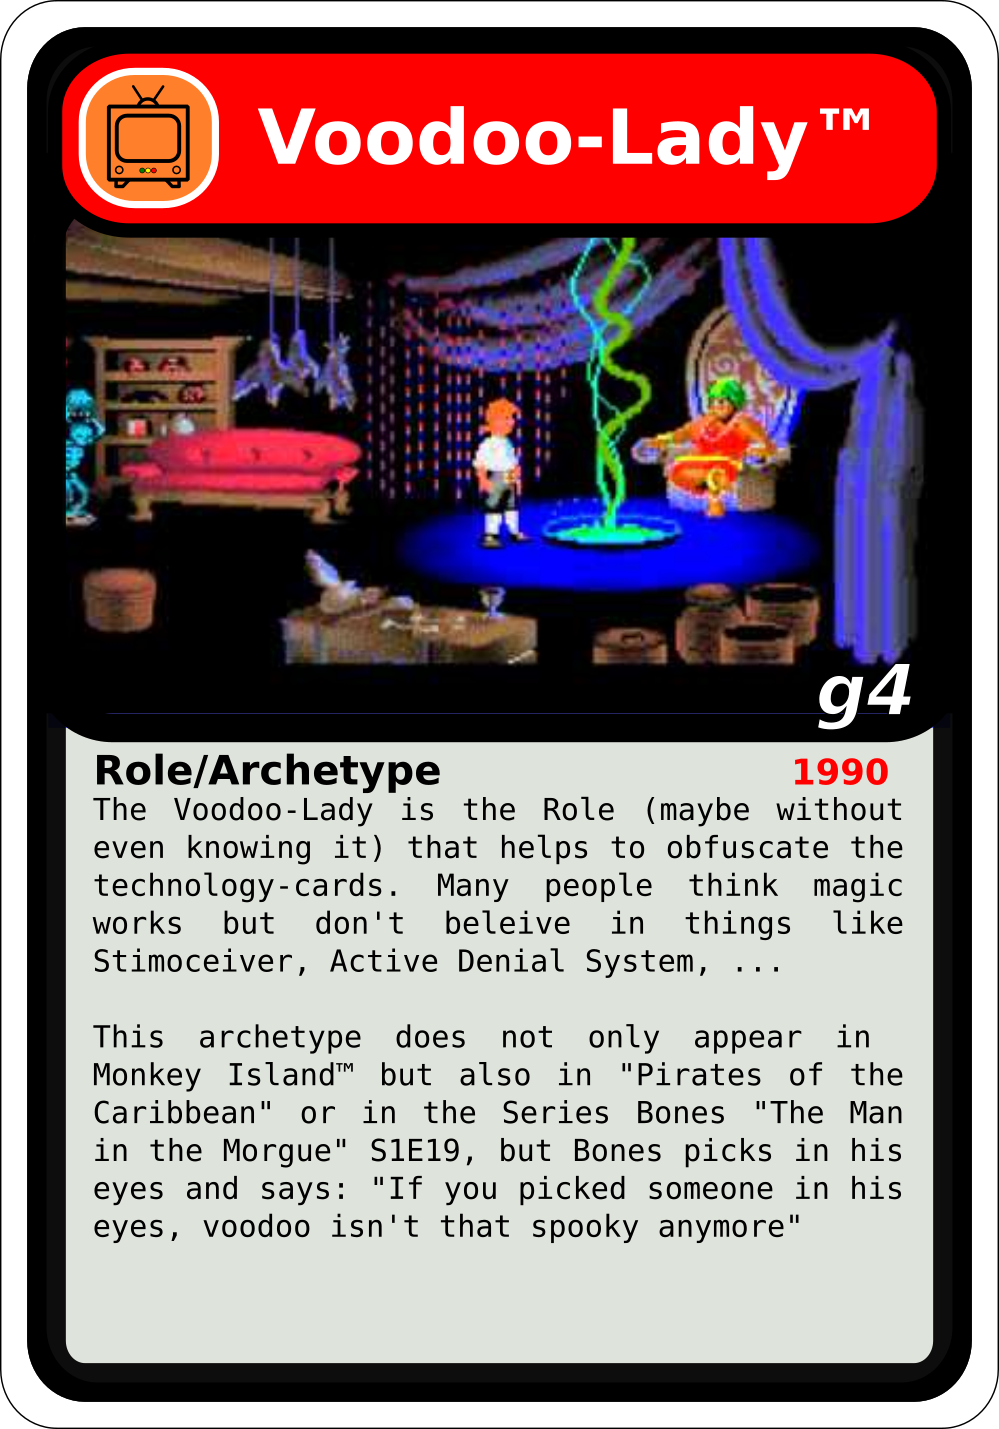 Voodoo-Lady™
g4
Role/Archetype 1990
The Voodoo-Lady is the Role (maybe without
even knowing it) that helps to obfuscate the
technology-cards. Many people think magic
works but don't beleive in things like
Stimoceiver, Active Denial System, ...
This archetype does not only appear in
Monkey Island™ but also in "Pirates of the
Caribbean" or in the Series Bones "The Man
in the Morgue" S1E19, but Bones picks in his
eyes and says: "If you picked someone in his
eyes, voodoo isn't that spooky anymore"